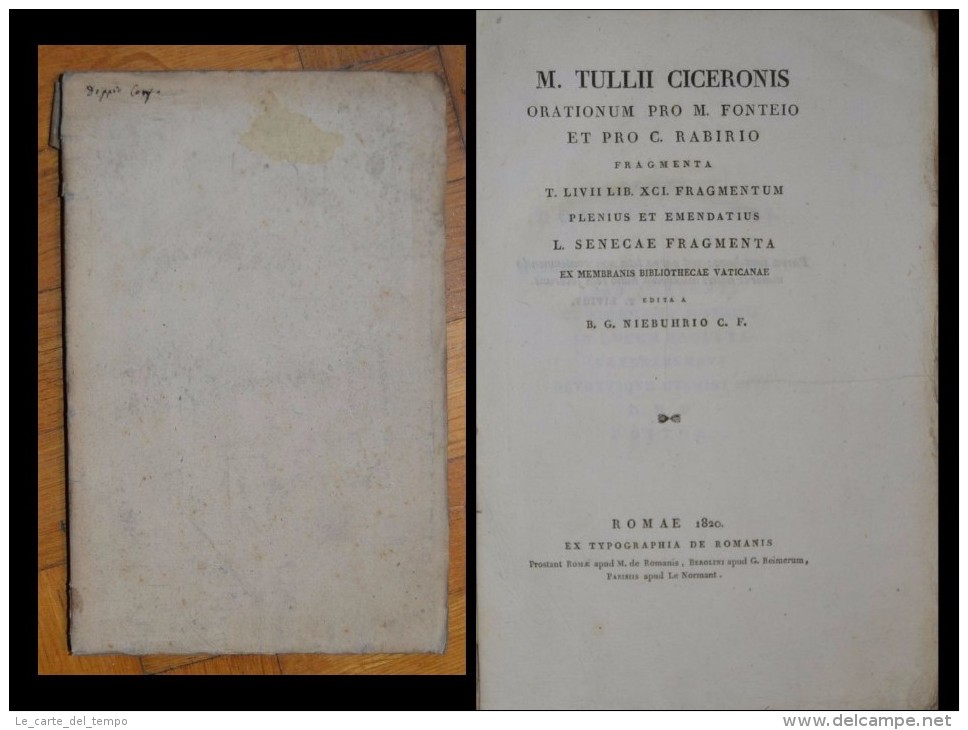 Doppio
M. TULLII CICERONIS
ORATIONUM PRO M. FONTEIO
ET PRO C. RABIRIO
FRAGMENTA
T. LIVII LIB. XCI. FRAGMENTUM
PLENIUS ET EMENDATIUS
L. SENECAE FRAGMENTA
EX MEMBRANIS BIBLIOTHECAE VATICANAE
EDITA A
B. G. NIEBUHRIO C. F.
ROMAE 1820.
EX TYPOGRAPHIA DE ROMANIS
Prostant ROMÆ apud M. de Romanis, BEROLINI apud G. Reimerum,
PARISIIS apud Le Normant.
Le_carte_del_tempo
www.delcampe.net